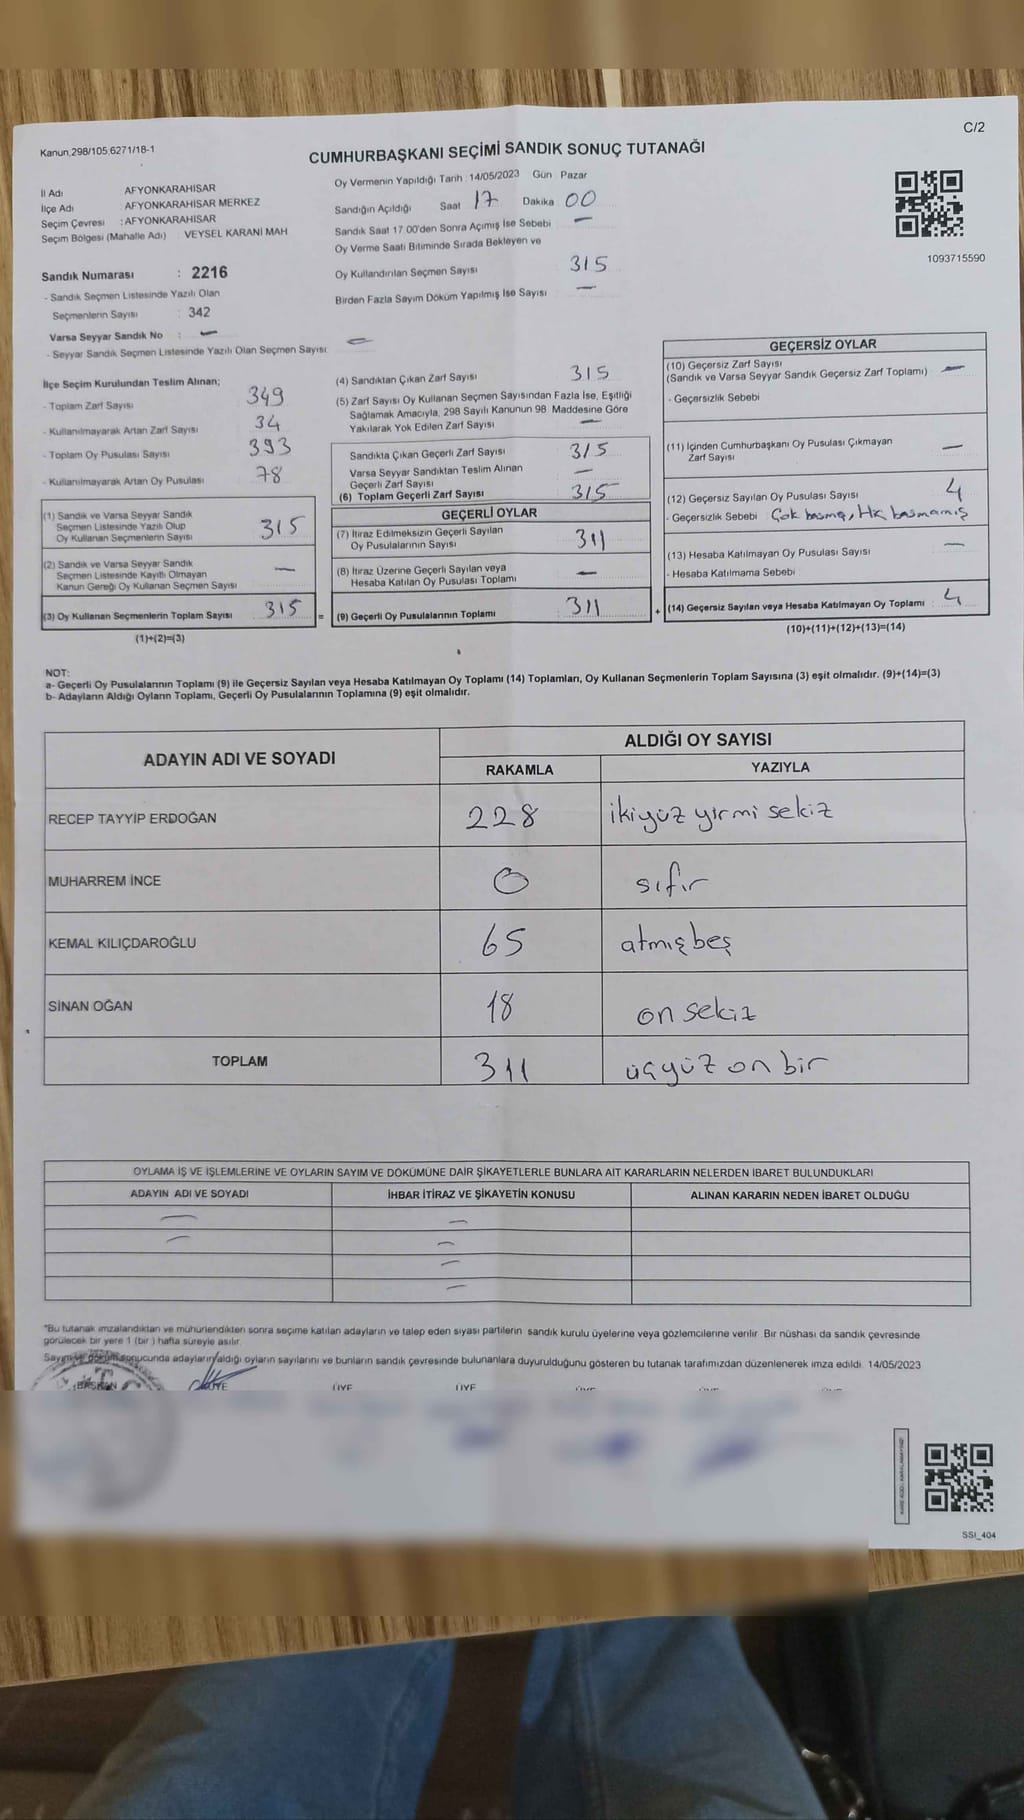 C/2
Kanun,298/105,6271/18-1
CUMHURBAŞKANI SEÇİMİ SANDIK SONUÇ TUTANAĞI
İl Adı AFYONKARAHİSAR
İlçe Adı : AFYONKARAHİSAR MERKEZ
Seçim Çevresi : AFYONKARAHİSAR
Seçim Bölgesi (Mahalle Adı) : VEYSEL KARANİ MAH
Sandık Numarası : 2216
- Sandık Seçmen Listesinde Yazılı Olan
Seçmenlerin Sayısı : 342
Varsa Seyyar Sandık No : —
- Seyyar Sandık Seçmen Listesinde Yazılı Olan Seçmen Sayısı: —
Oy Vermenin Yapıldığı Tarih : 14/05/2023 Gün Pazar
Sandığın Açıldığı Saat 17 Dakika 00
Sandık Saat 17.00'den Sonra Açımış İse Sebebi —
Oy Verme Saati Bitiminde Sırada Bekleyen ve
Oy Kullandırılan Seçmen Sayısı 315
Birden Fazla Sayım Döküm Yapılmış İse Sayısı —
1093715590
İlçe Seçim Kurulundan Teslim Alınan;
- Toplam Zarf Sayısı 349
- Kullanılmayarak Artan Zarf Sayısı 34
- Toplam Oy Pusulası Sayısı 393
- Kullanılmayarak Artan Oy Pusulası 78
(1) Sandık ve Varsa Seyyar Sandık
Seçmen Listesinde Yazılı Olup
Oy Kullanan Seçmenlerin Sayısı 315
(2) Sandık ve Varsa Seyyar Sandık
Seçmen Listesinde Kayıtlı Olmayan
Kanun Gereği Oy Kullanan Seçmen Sayısı —
(3) Oy Kullanan Seçmenlerin Toplam Sayısı 315 =
(1)+(2)=(3)
(4) Sandıktan Çıkan Zarf Sayısı 315
(5) Zarf Sayısı Oy Kullanan Seçmen Sayısından Fazla İse, Eşitliği
Sağlamak Amacıyla, 298 Sayılı Kanunun 98. Maddesine Göre
Yakılarak Yok Edilen Zarf Sayısı —
Sandıkta Çıkan Geçerli Zarf Sayısı 315
Varsa Seyyar Sandıktan Teslim Alınan
Geçerli Zarf Sayısı —
(6) Toplam Geçerli Zarf Sayısı 315
GEÇERLİ OYLAR
(7) İtiraz Edilmeksizin Geçerli Sayılan
Oy Pusulalarının Sayısı 311
(8) İtiraz Üzerine Geçerli Sayılan veya
Hesaba Katılan Oy Pusulası Toplamı —
(9) Geçerli Oy Pusulalarının Toplamı 311 +
GEÇERSİZ OYLAR
(10) Geçersiz Zarf Sayısı —
(Sandık ve Varsa Seyyar Sandık Geçersiz Zarf Toplamı)
- Geçersizlik Sebebi
(11) İçinden Cumhurbaşkanı Oy Pusulası Çıkmayan
Zarf Sayısı —
(12) Geçersiz Sayılan Oy Pusulası Sayısı 4
- Geçersizlik Sebebi Çok basma, Hiç basmamış
(13) Hesaba Katılmayan Oy Pusulası Sayısı —
- Hesaba Katılmama Sebebi
(14) Geçersiz Sayılan veya Hesaba Katılmayan Oy Toplamı : 4
(10)+(11)+(12)+(13)=(14)
NOT:
a- Geçerli Oy Pusulalarının Toplamı (9) ile Geçersiz Sayılan veya Hesaba Katılmayan Oy Toplamı (14) Toplamları, Oy Kullanan Seçmenlerin Toplam Sayısına (3) eşit olmalıdır. (9)+(14)=(3)
b- Adayların Aldığı Oyların Toplamı, Geçerli Oy Pusulalarının Toplamına (9) eşit olmalıdır.
ADAYIN ADI VE SOYADI ALDIĞI OY SAYISI
RAKAMLA YAZIYLA
RECEP TAYYİP ERDOĞAN 228 ikiyüz yirmi sekiz
MUHARREM İNCE 0 sıfır
KEMAL KILIÇDAROĞLU 65 atmışbeş
SİNAN OĞAN 18 on sekiz
TOPLAM 311 üçyüz on bir
OYLAMA İŞ VE İŞLEMLERİNE VE OYLARIN SAYIM VE DÖKÜMÜNE DAİR ŞİKAYETLERLE BUNLARA AİT KARARLARIN NELERDEN İBARET BULUNDUKLARI
ADAYIN ADI VE SOYADI İHBAR İTİRAZ VE ŞİKAYETİN KONUSU ALINAN KARARIN NEDEN İBARET OLDUĞU
— —
— —
—
—
*Bu tutanak imzalandıktan ve mühürlendikten sonra seçime katılan adayların ve talep eden siyasi partilerin sandık kurulu üyelerine veya gözlemcilerine verilir. Bir nüshası da sandık çevresinde
görülecek bir yere 1 (bir ) hafta süreyle asılır.
Sayım ve döküm sonucunda adayların aldığı oyların sayılarını ve bunların sandık çevresinde bulunanlara duyurulduğunu gösteren bu tutanak tarafımızdan düzenlenerek imza edildi. 14/05/2023
BAŞKAN ÜYE ÜYE ÜYE
SSI_404